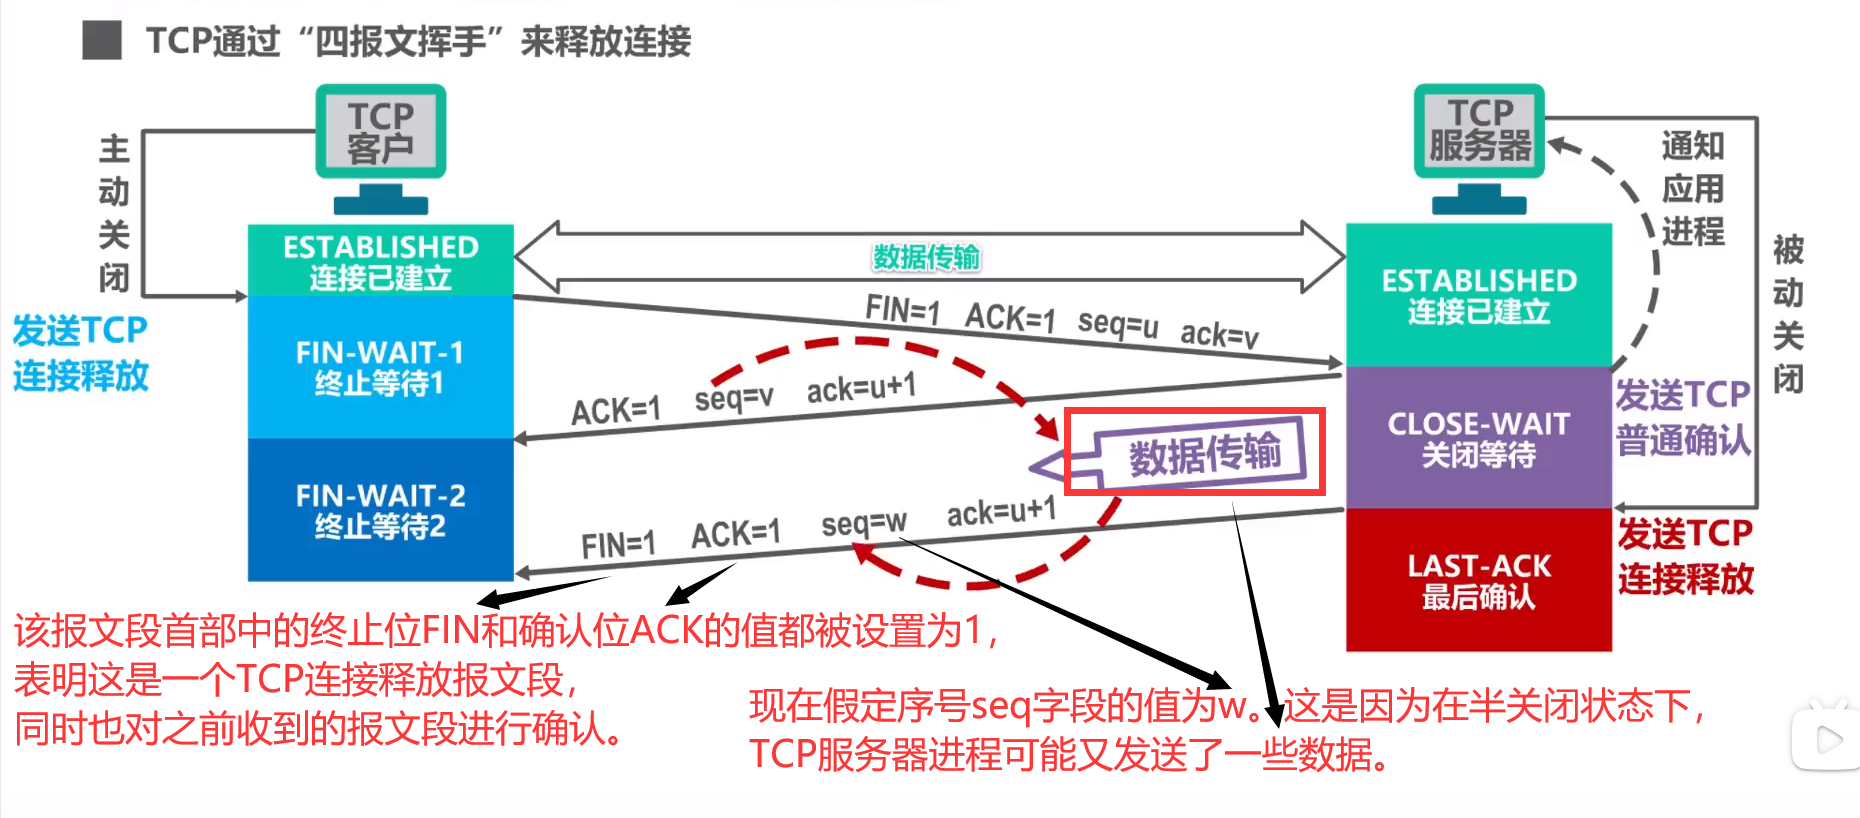 TCP通过“四报文挥手”来释放连接
TCP
客户
TCP
服务器
主
动
关
闭
通知
应用
进程
被
动
关
闭
ESTABLISHED
连接已建立
数据传输
ESTABLISHED
连接已建立
发送TCP
连接释放
FIN=1 ACK=1 seq=u ack=v
FIN-WAIT-1
终止等待1
ACK=1 seq=v ack=u+1
发送TCP
普通确认
CLOSE-WAIT
关闭等待
数据传输
FIN-WAIT-2
终止等待2
FIN=1 ACK=1 seq=w ack=u+1
发送TCP
连接释放
LAST-ACK
最后确认
该报文段首部中的终止位FIN和确认位ACK的值都被设置为1，
表明这是一个TCP连接释放报文段，
同时也对之前收到的报文段进行确认。
现在假定序号seq字段的值为w。这是因为在半关闭状态下，
TCP服务器进程可能又发送了一些数据。